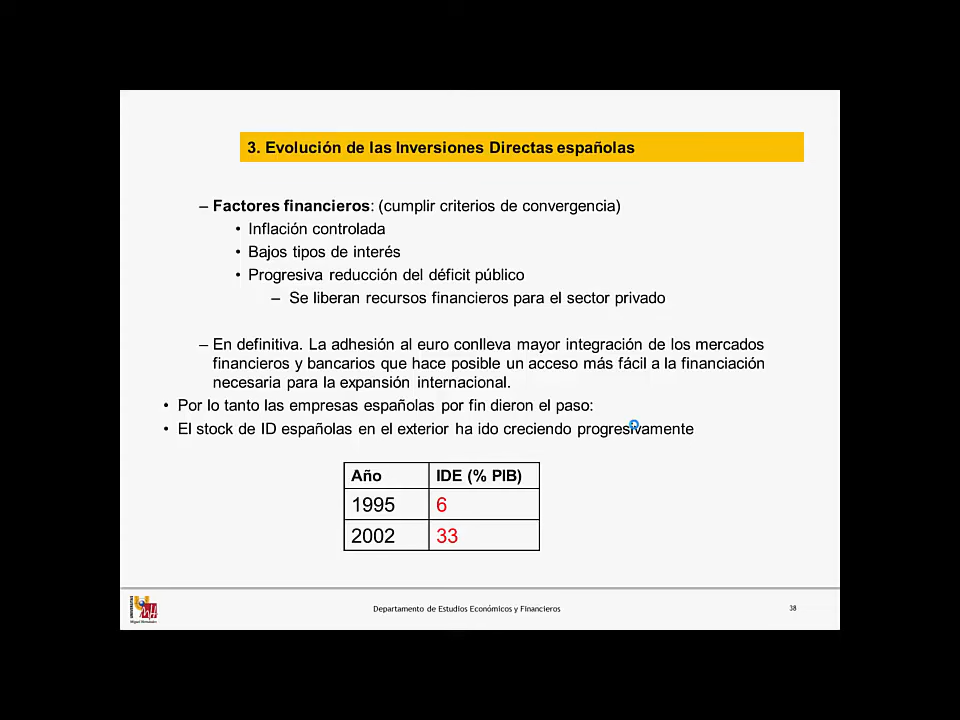 3. Evolución de las Inversiones Directas españolas
– Factores financieros: (cumplir criterios de convergencia)
• Inflación controlada
• Bajos tipos de interés
• Progresiva reducción del déficit público
– Se liberan recursos financieros para el sector privado
– En definitiva. La adhesión al euro conlleva mayor integración de los mercados
financieros y bancarios que hace posible un acceso más fácil a la financiación
necesaria para la expansión internacional.
• Por lo tanto las empresas españolas por fin dieron el paso:
• El stock de ID españolas en el exterior ha ido creciendo progresivamente
Año IDE (% PIB)
1995 6
2002 33
UNIVERSITAS
Miguel Hernández
Departamento de Estudios Económicos y Financieros
38